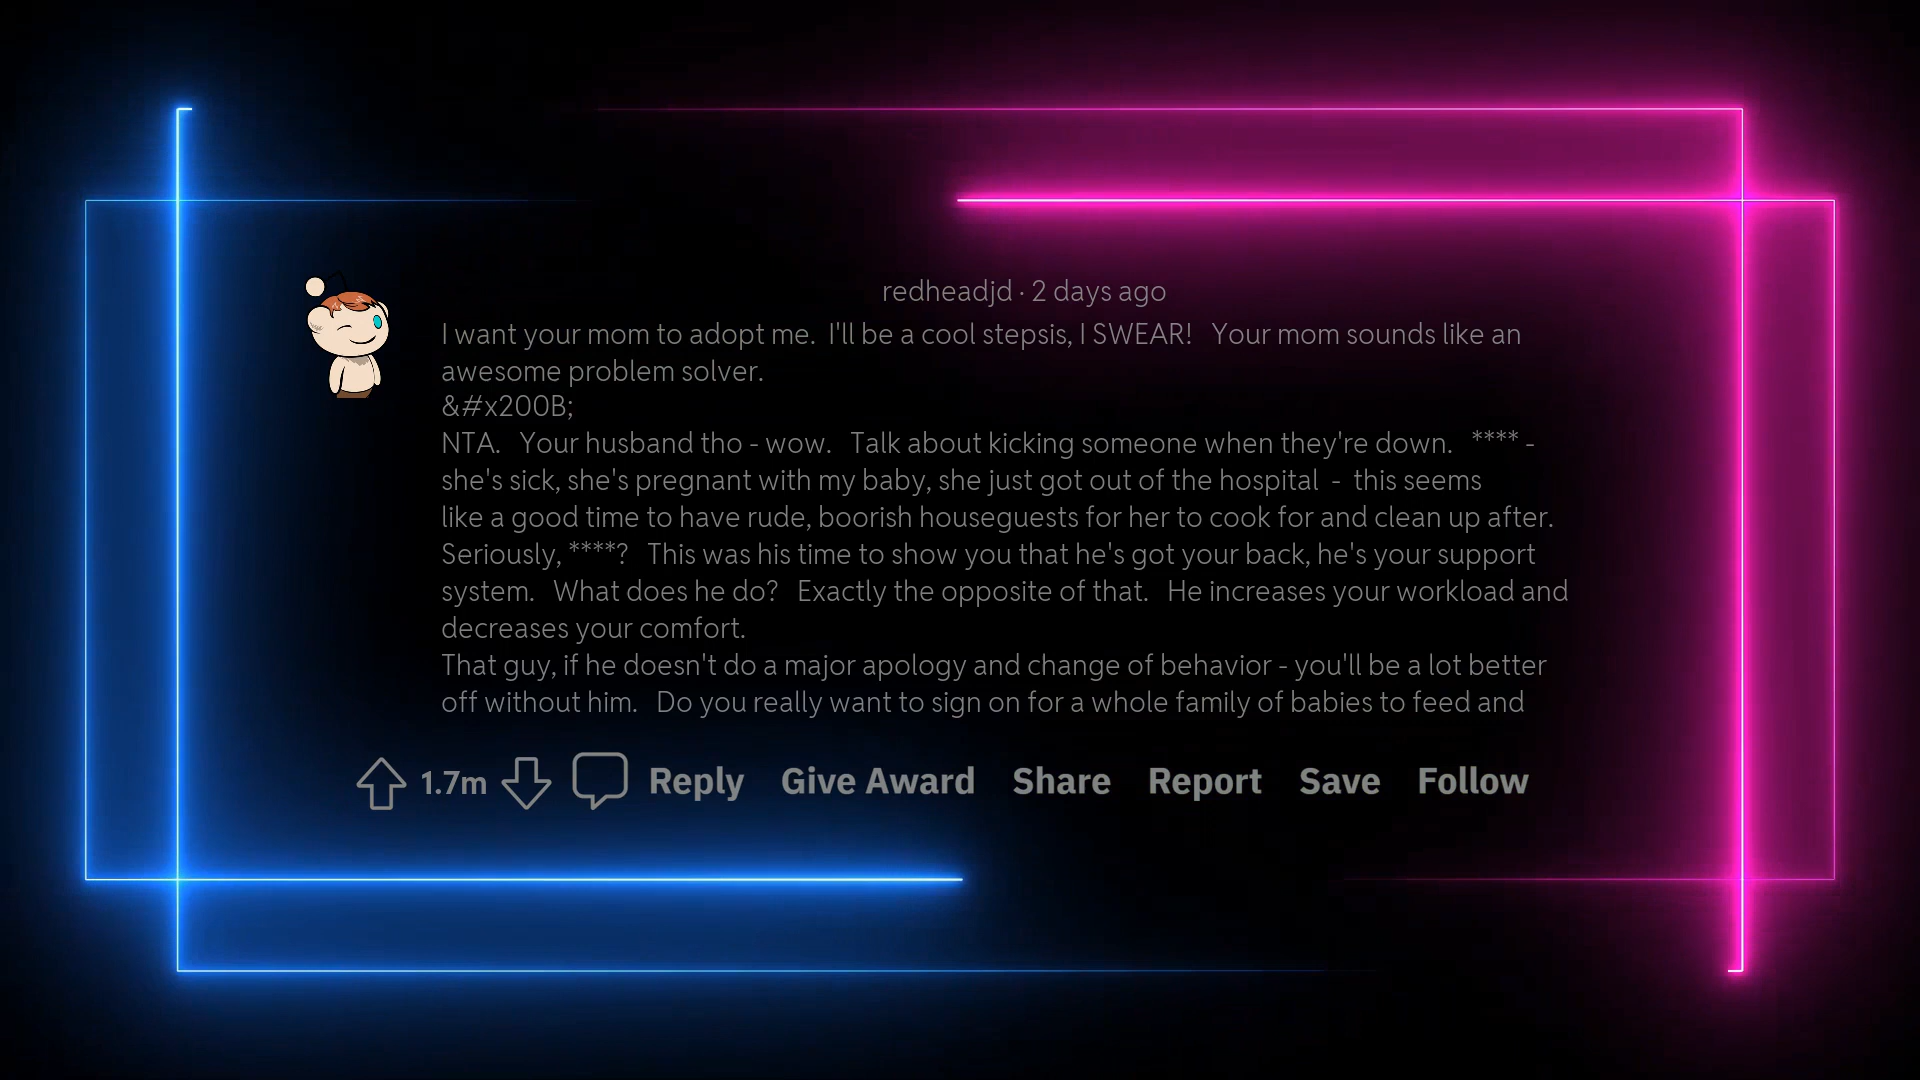 redheadjd · 2 days ago
I want your mom to adopt me.  I'll be a cool stepsis, I SWEAR!   Your mom sounds like an
awesome problem solver.
&#x200B;
NTA.   Your husband tho - wow.   Talk about kicking someone when they're down.   **** -
she's sick, she's pregnant with my baby, she just got out of the hospital  -  this seems
like a good time to have rude, boorish houseguests for her to cook for and clean up after.
Seriously, ****?   This was his time to show you that he's got your back, he's your support
system.   What does he do?   Exactly the opposite of that.   He increases your workload and
decreases your comfort.
That guy, if he doesn't do a major apology and change of behavior - you'll be a lot better
off without him.   Do you really want to sign on for a whole family of babies to feed and
1.7m Reply Give Award Share Report Save Follow